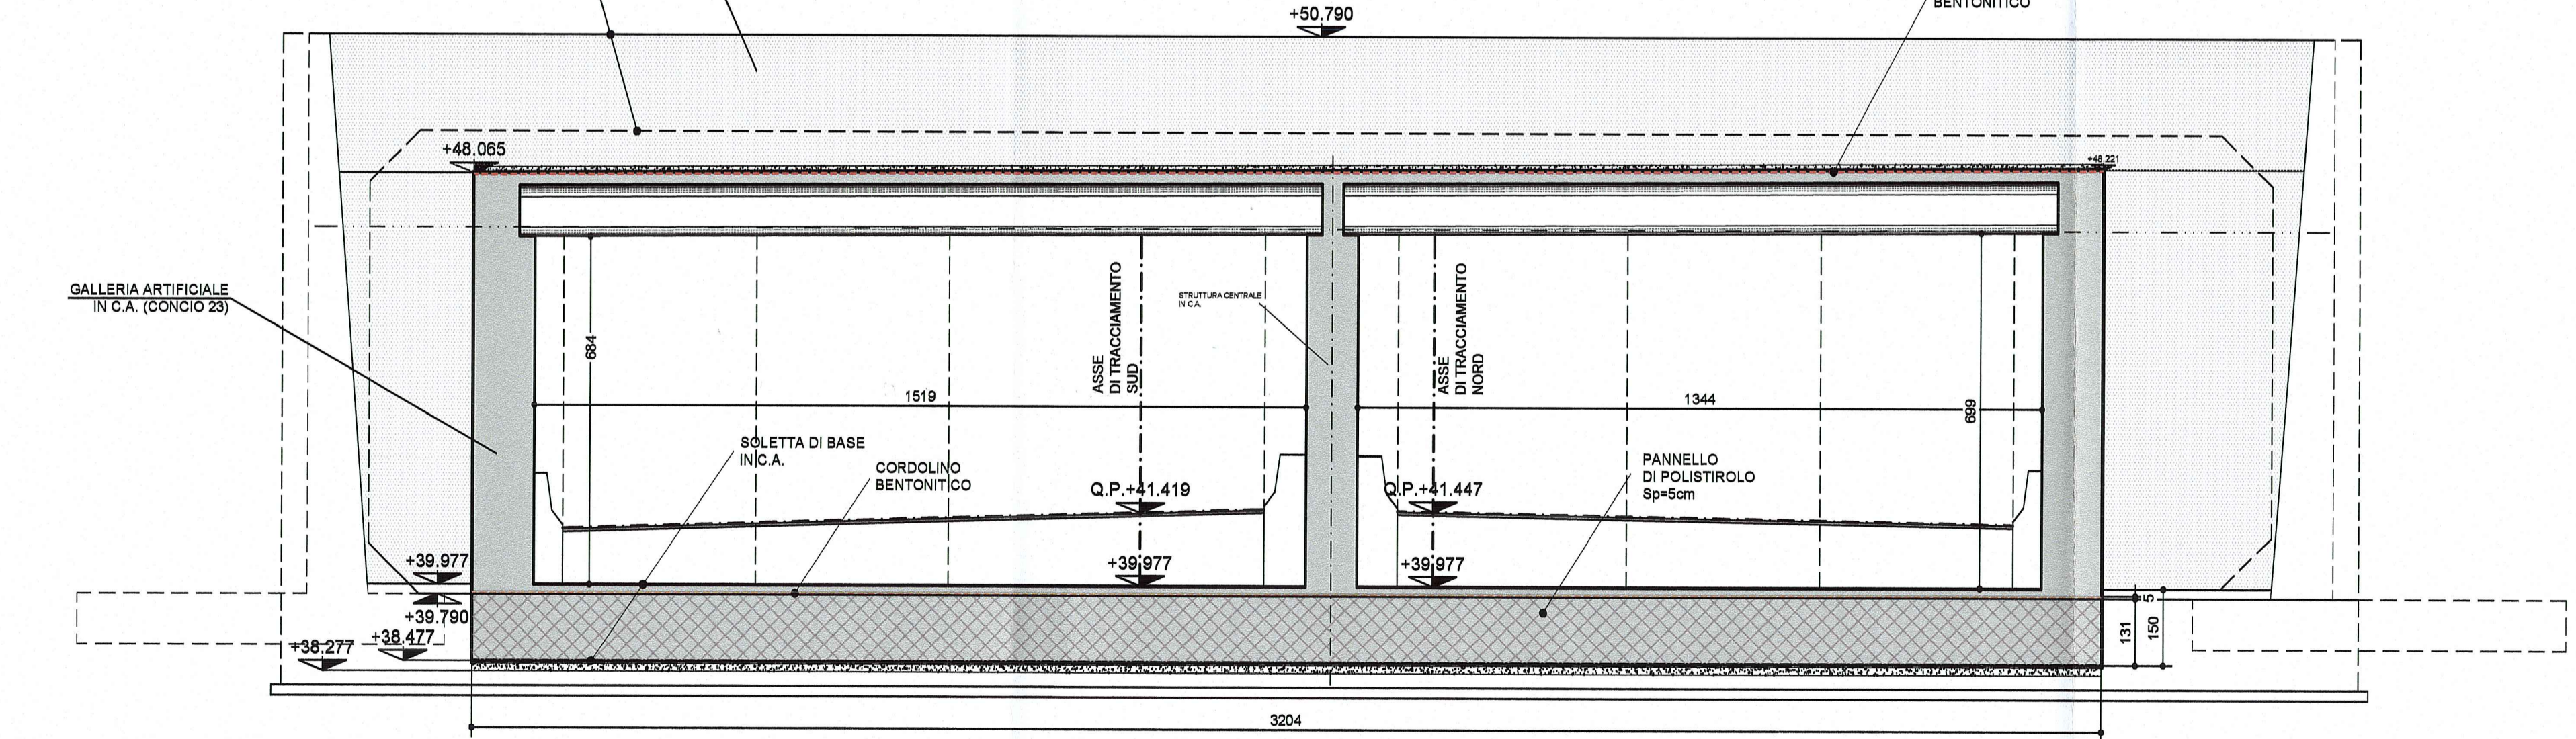 BENTONITICO
+50.790
+48.065
+48.221
GALLERIA ARTIFICIALE
IN C.A. (CONCIO 23)
684
ASSE
DI TRACCIAMENTO
SUD
STRUTTURA CENTRALE
IN C.A.
ASSE
DI TRACCIAMENTO
NORD
1519
1344
699
SOLETTA DI BASE
IN C.A.
CORDOLINO
BENTONITICO
Q.P.+41.419
Q.P.+41.447
PANNELLO
DI POLISTIROLO
Sp=5cm
+39.977
+39.977
+39.977
+39.790
+38.477
+38.277
5
131
150
3204